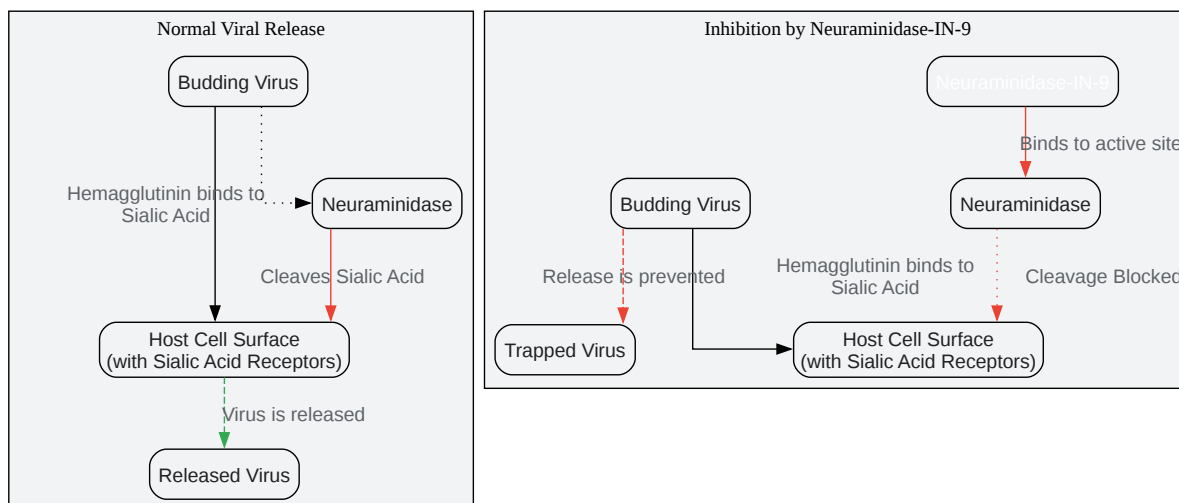 Normal Viral Release
Budding Virus
Hemagglutinin binds to
Sialic Acid
Neuraminidase
Cleaves Sialic Acid
Host Cell Surface
(with Sialic Acid Receptors)
Virus is released
Released Virus
Inhibition by Neuraminidase-IN-9
Neuraminidase-IN-9
Binds to active site
Budding Virus
Neuraminidase
Release is prevented
Hemagglutinin binds to
Sialic Acid
Cleavage Blocked
Trapped Virus
Host Cell Surface
(with Sialic Acid Receptors)